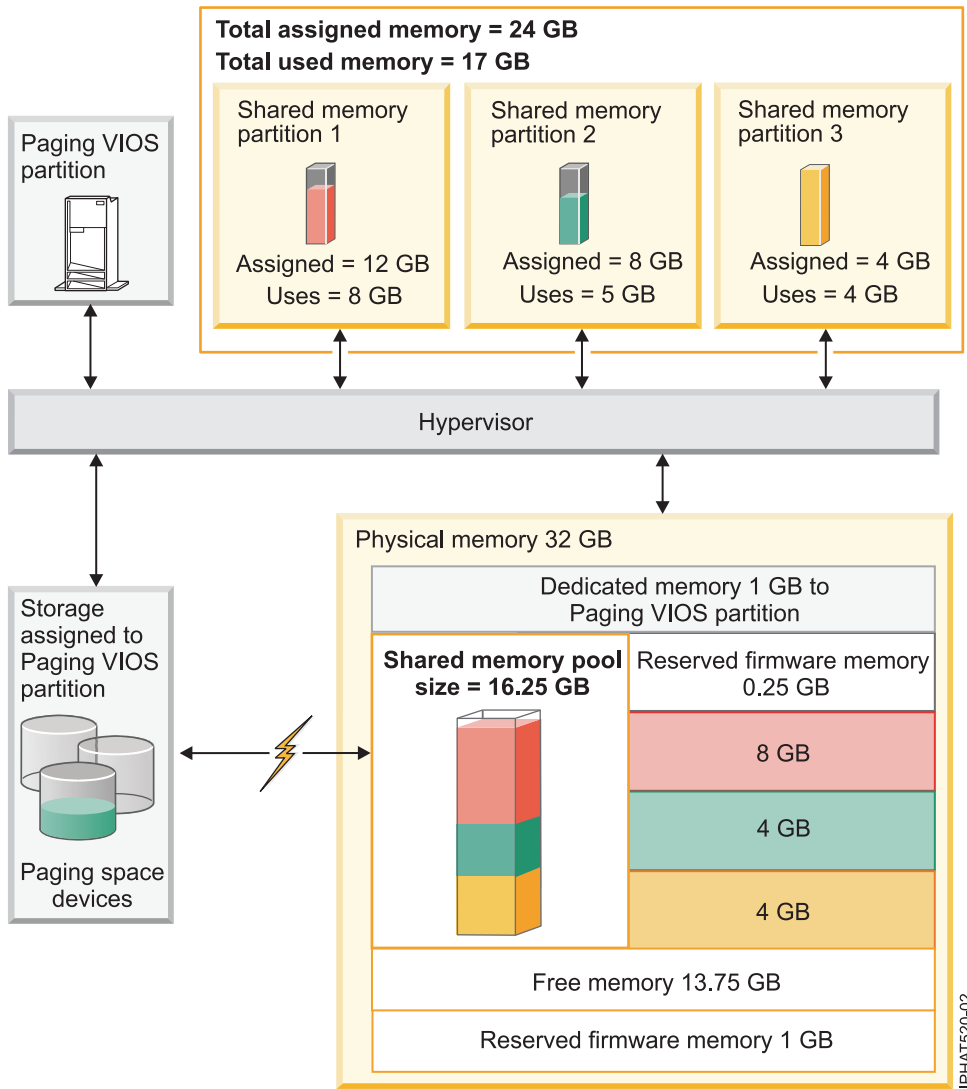 Total assigned memory = 24 GB
Total used memory = 17 GB
Shared memory
partition 1
Assigned = 12 GB
Uses = 8 GB
Shared memory
partition 2
Assigned = 8 GB
Uses = 5 GB
Shared memory
partition 3
Assigned = 4 GB
Uses = 4 GB
Paging VIOS
partition
Hypervisor
Storage
assigned to
Paging VIOS
partition
Paging space
devices
Physical memory 32 GB
Dedicated memory 1 GB to
Paging VIOS partition
Shared memory pool
size = 16.25 GB
Reserved firmware memory
0.25 GB
8 GB
4 GB
4 GB
Free memory 13.75 GB
Reserved firmware memory 1 GB
IPHAT520-02